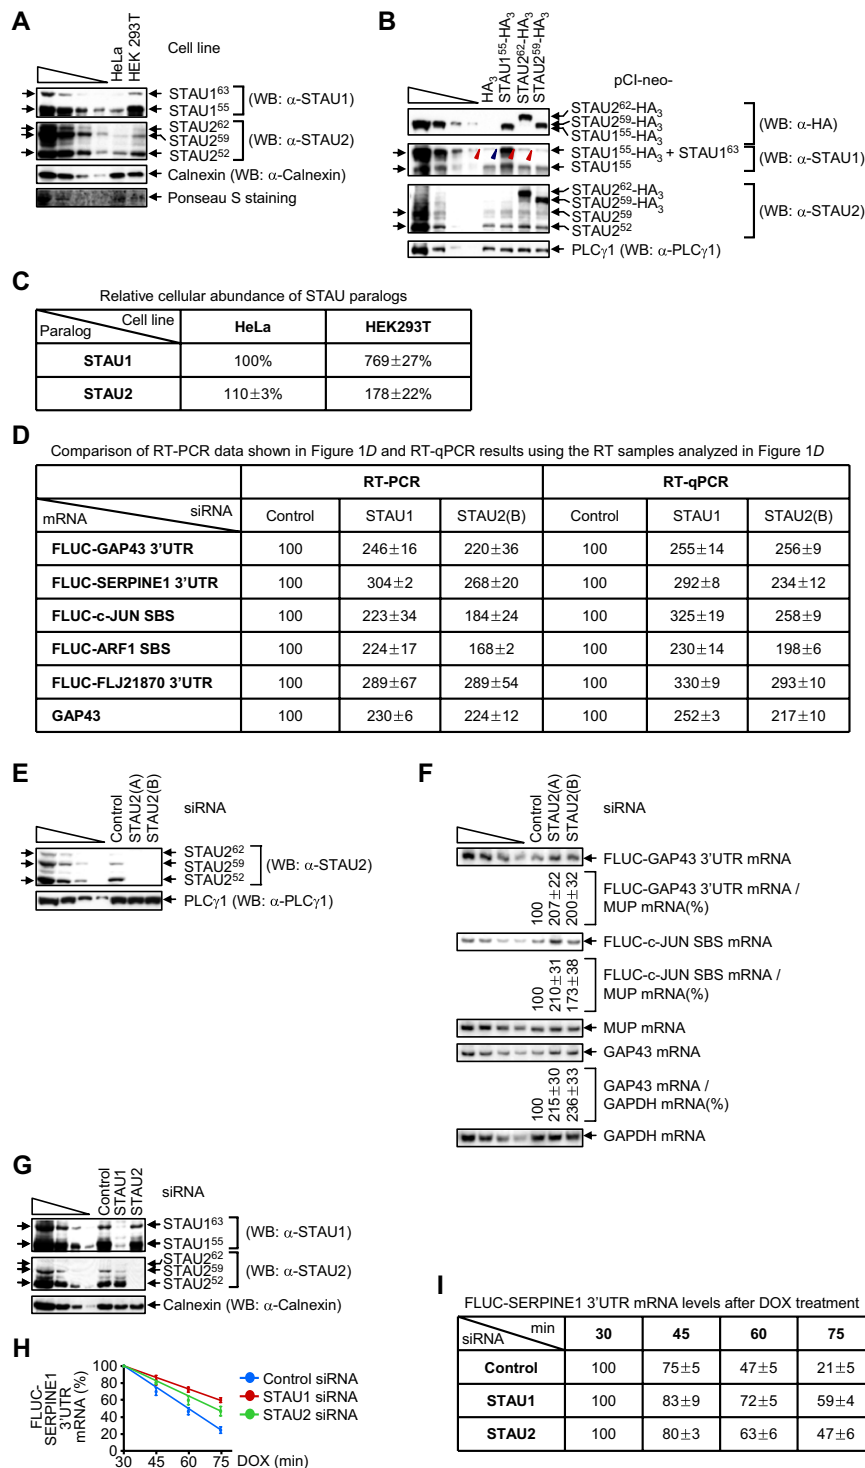 A
Cell line
HeLa
HEK 293T
STAU1⁶³
STAU1⁵⁵
(WB: α-STAU1)
STAU2⁶²
STAU2⁵⁹
STAU2⁵²
(WB: α-STAU2)
Calnexin (WB: α-Calnexin)
Ponseau S staining
B
HA₃
STAU1⁵⁵-HA₃
STAU2⁶²-HA₃
STAU2⁵⁹-HA₃
pCI-neo-
STAU2⁶²-HA₃
STAU2⁵⁹-HA₃
STAU1⁵⁵-HA₃
(WB: α-HA)
STAU1⁵⁵-HA₃ + STAU1⁶³
STAU1⁵⁵
(WB: α-STAU1)
STAU2⁶²-HA₃
STAU2⁵⁹-HA₃
STAU2⁵⁹
STAU2⁵²
(WB: α-STAU2)
PLCγ1 (WB: α-PLCγ1)
C
Relative cellular abundance of STAU paralogs
Paralog Cell line HeLa HEK293T
STAU1 100% 769±27%
STAU2 110±3% 178±22%
D
Comparison of RT-PCR data shown in Figure 1D and RT-qPCR results using the RT samples analyzed in Figure 1D
RT-PCR RT-qPCR
mRNA siRNA Control STAU1 STAU2(B) Control STAU1 STAU2(B)
FLUC-GAP43 3’UTR 100 246±16 220±36 100 255±14 256±9
FLUC-SERPINE1 3’UTR 100 304±2 268±20 100 292±8 234±12
FLUC-c-JUN SBS 100 223±34 184±24 100 325±19 258±9
FLUC-ARF1 SBS 100 224±17 168±2 100 230±14 198±6
FLUC-FLJ21870 3’UTR 100 289±67 289±54 100 330±9 293±10
GAP43 100 230±6 224±12 100 252±3 217±10
E
Control
STAU2(A)
STAU2(B)
siRNA
STAU2⁶²
STAU2⁵⁹
STAU2⁵²
(WB: α-STAU2)
PLCγ1 (WB: α-PLCγ1)
F
Control
STAU2(A)
STAU2(B)
siRNA
FLUC-GAP43 3’UTR mRNA
100
207±22
200±32
FLUC-GAP43 3’UTR mRNA /
MUP mRNA(%)
FLUC-c-JUN SBS mRNA
100
210±31
173±38
FLUC-c-JUN SBS mRNA /
MUP mRNA(%)
MUP mRNA
GAP43 mRNA
100
215±30
236±33
GAP43 mRNA /
GAPDH mRNA(%)
GAPDH mRNA
G
Control
STAU1
STAU2
siRNA
STAU1⁶³
STAU1⁵⁵
(WB: α-STAU1)
STAU2⁶²
STAU2⁵⁹
STAU2⁵²
(WB: α-STAU2)
Calnexin (WB: α-Calnexin)
H
FLUC-
SERPINE1
3’UTR
mRNA (%)
100
80
60
40
20
0
30 45 60 75 DOX (min)
Control siRNA
STAU1 siRNA
STAU2 siRNA
I
FLUC-SERPINE1 3’UTR mRNA levels after DOX treatment
siRNA min 30 45 60 75
Control 100 75±5 47±5 21±5
STAU1 100 83±9 72±5 59±4
STAU2 100 80±3 63±6 47±6